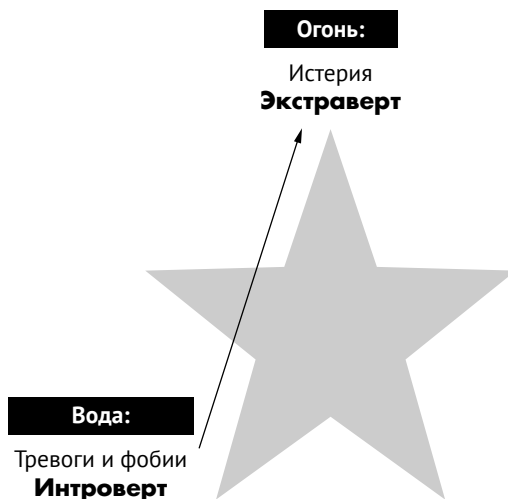 Огонь:
Истерия
Экстраверт
Вода:
Тревоги и фобии
Интроверт